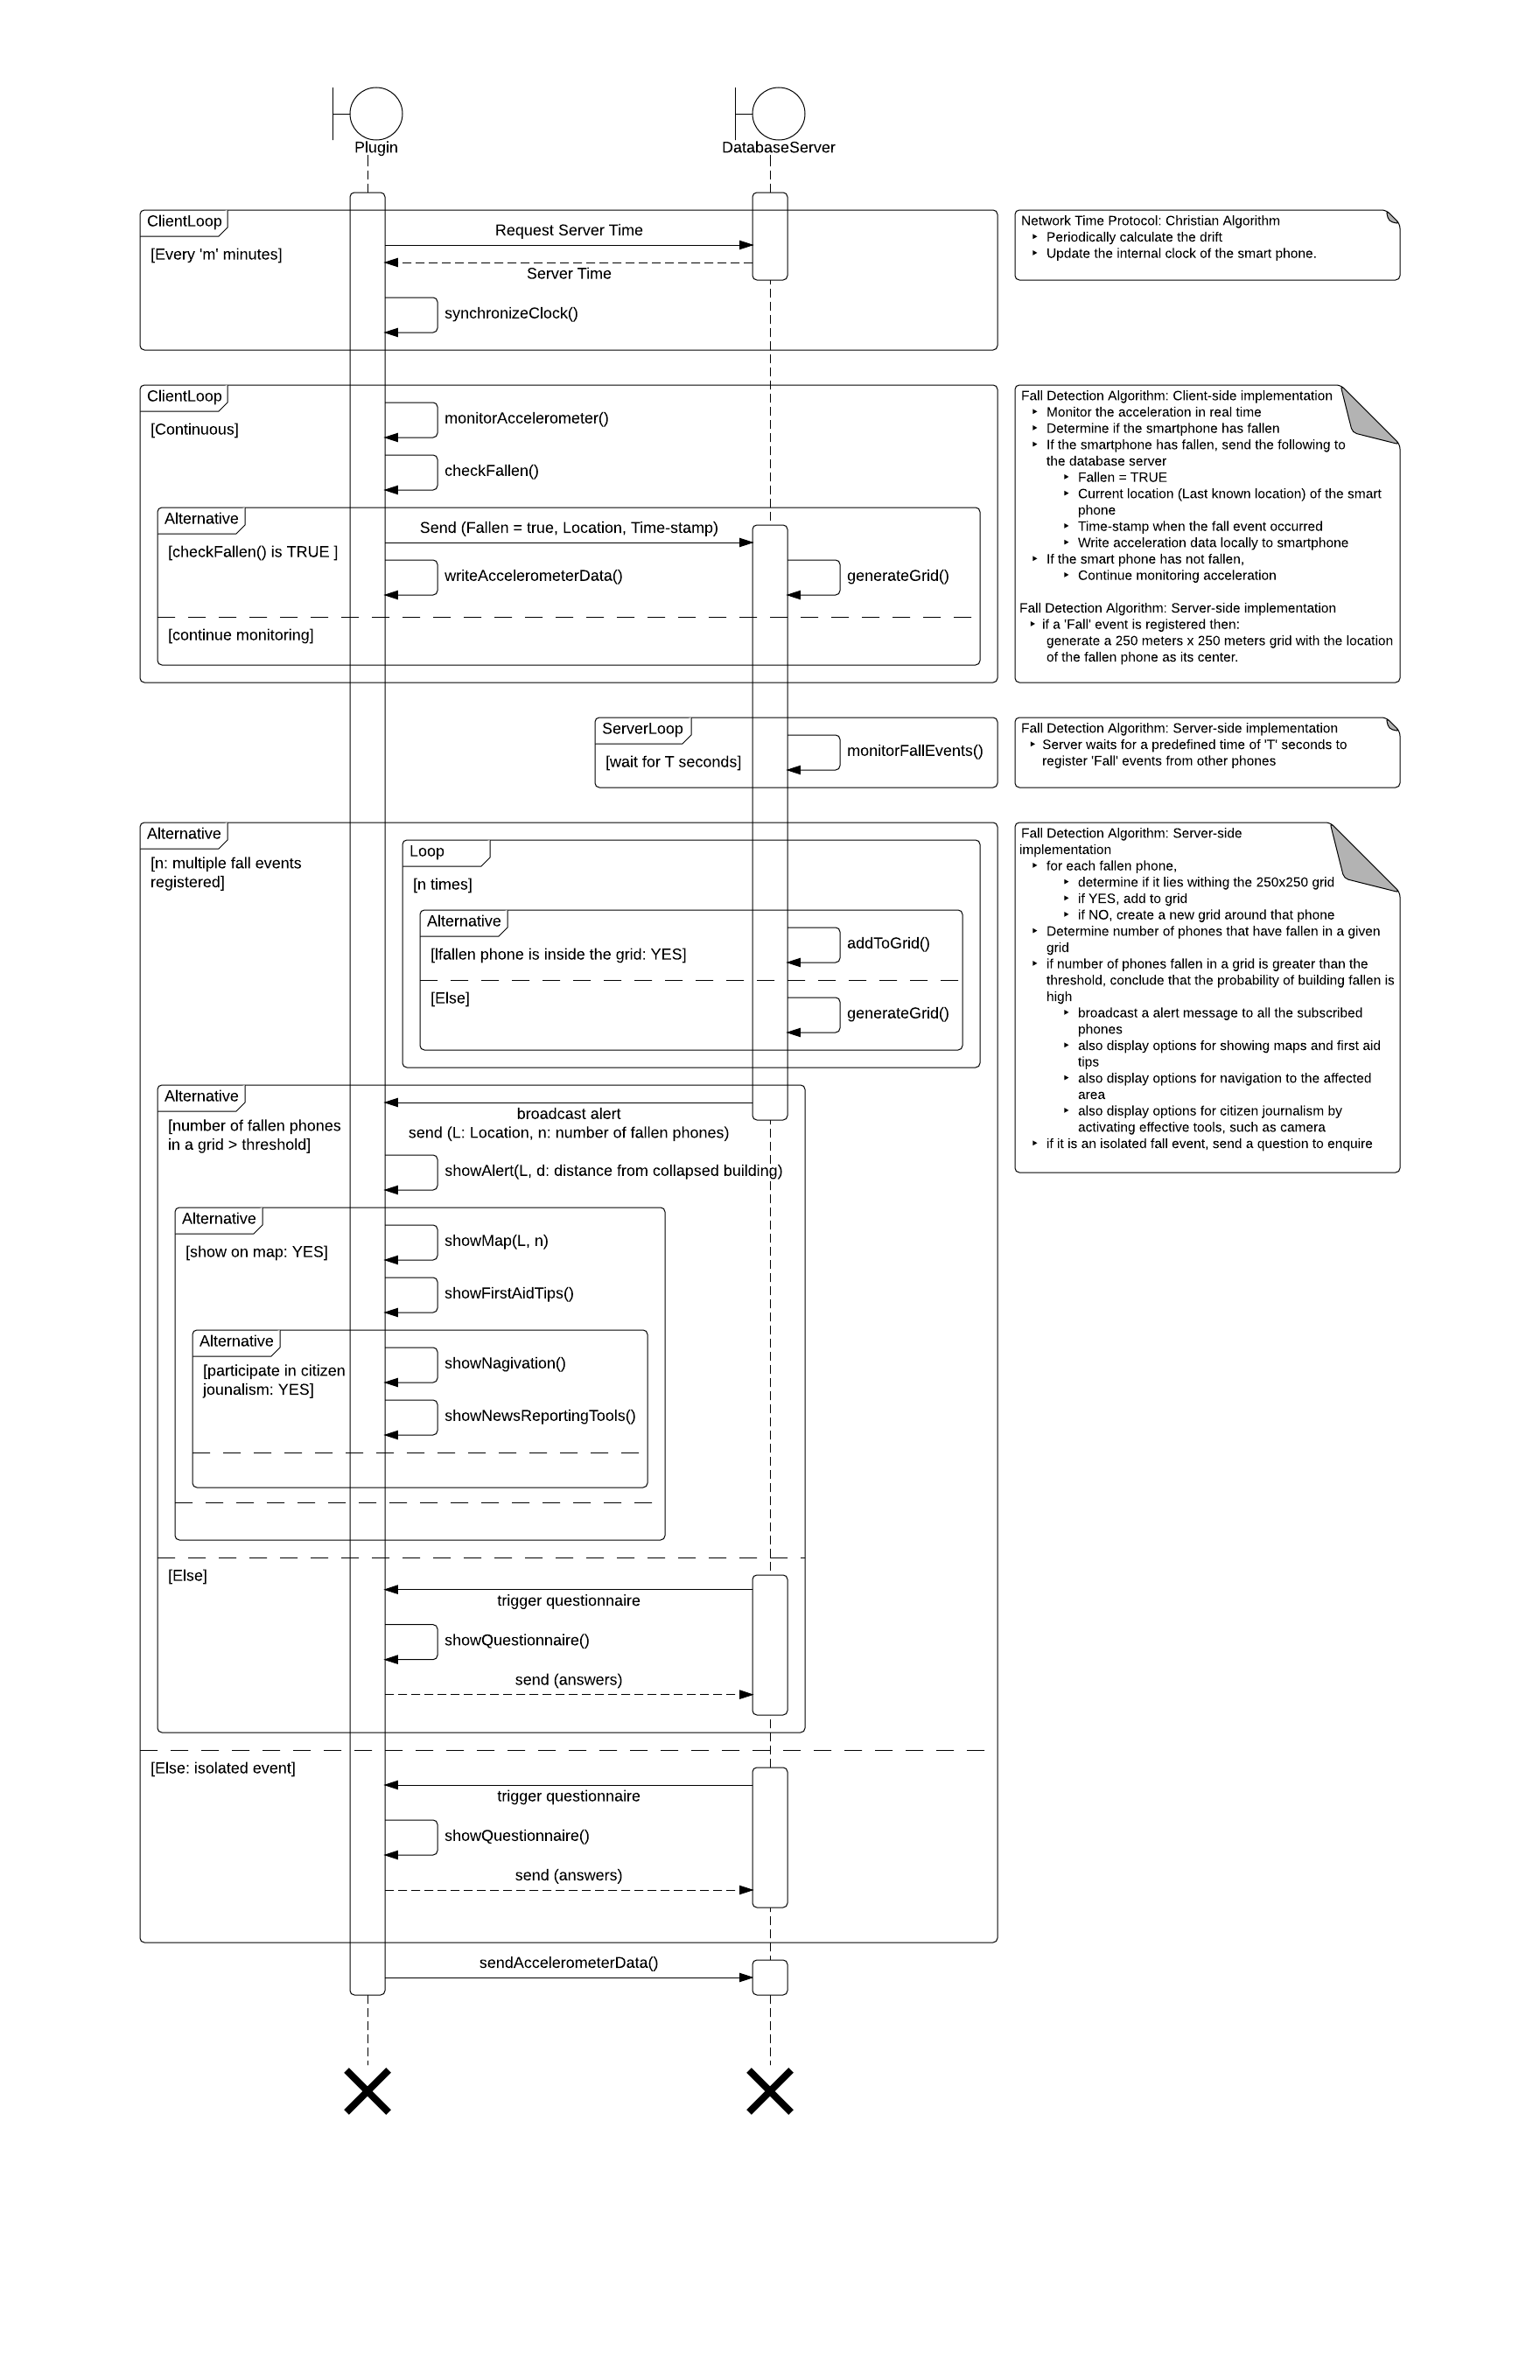 Plugin
DatabaseServer
ClientLoop
[Every 'm' minutes]
Request Server Time
Server Time
synchronizeClock()
Network Time Protocol: Christian Algorithm
‣ Periodically calculate the drift
‣ Update the internal clock of the smart phone.
ClientLoop
[Continuous]
monitorAccelerometer()
checkFallen()
Alternative
[checkFallen() is TRUE ]
Send (Fallen = true, Location, Time-stamp)
writeAccelerometerData()
generateGrid()
[continue monitoring]
Fall Detection Algorithm: Client-side implementation
‣ Monitor the acceleration in real time
‣ Determine if the smartphone has fallen
‣ If the smartphone has fallen, send the following to
the database server
‣ Fallen = TRUE
‣ Current location (Last known location) of the smart
phone
‣ Time-stamp when the fall event occurred
‣ Write acceleration data locally to smartphone
‣ If the smart phone has not fallen,
‣ Continue monitoring acceleration
Fall Detection Algorithm: Server-side implementation
‣ if a 'Fall' event is registered then:
generate a 250 meters x 250 meters grid with the location
of the fallen phone as its center.
ServerLoop
[wait for T seconds]
monitorFallEvents()
Fall Detection Algorithm: Server-side implementation
‣ Server waits for a predefined time of 'T' seconds to
register 'Fall' events from other phones
Alternative
[n: multiple fall events
registered]
Loop
[n times]
Alternative
[Ifallen phone is inside the grid: YES]
addToGrid()
[Else]
generateGrid()
Fall Detection Algorithm: Server-side
implementation
‣ for each fallen phone,
‣ determine if it lies withing the 250x250 grid
‣ if YES, add to grid
‣ if NO, create a new grid around that phone
‣ Determine number of phones that have fallen in a given
grid
‣ if number of phones fallen in a grid is greater than the
threshold, conclude that the probability of building fallen is
high
‣ broadcast a alert message to all the subscribed
phones
‣ also display options for showing maps and first aid
tips
‣ also display options for navigation to the affected
area
‣ also display options for citizen journalism by
activating effective tools, such as camera
‣ if it is an isolated fall event, send a question to enquire
Alternative
[number of fallen phones
in a grid > threshold]
broadcast alert
send (L: Location, n: number of fallen phones)
showAlert(L, d: distance from collapsed building)
Alternative
[show on map: YES]
showMap(L, n)
showFirstAidTips()
Alternative
[participate in citizen
jounalism: YES]
showNagivation()
showNewsReportingTools()
[Else]
trigger questionnaire
showQuestionnaire()
send (answers)
[Else: isolated event]
trigger questionnaire
showQuestionnaire()
send (answers)
sendAccelerometerData()